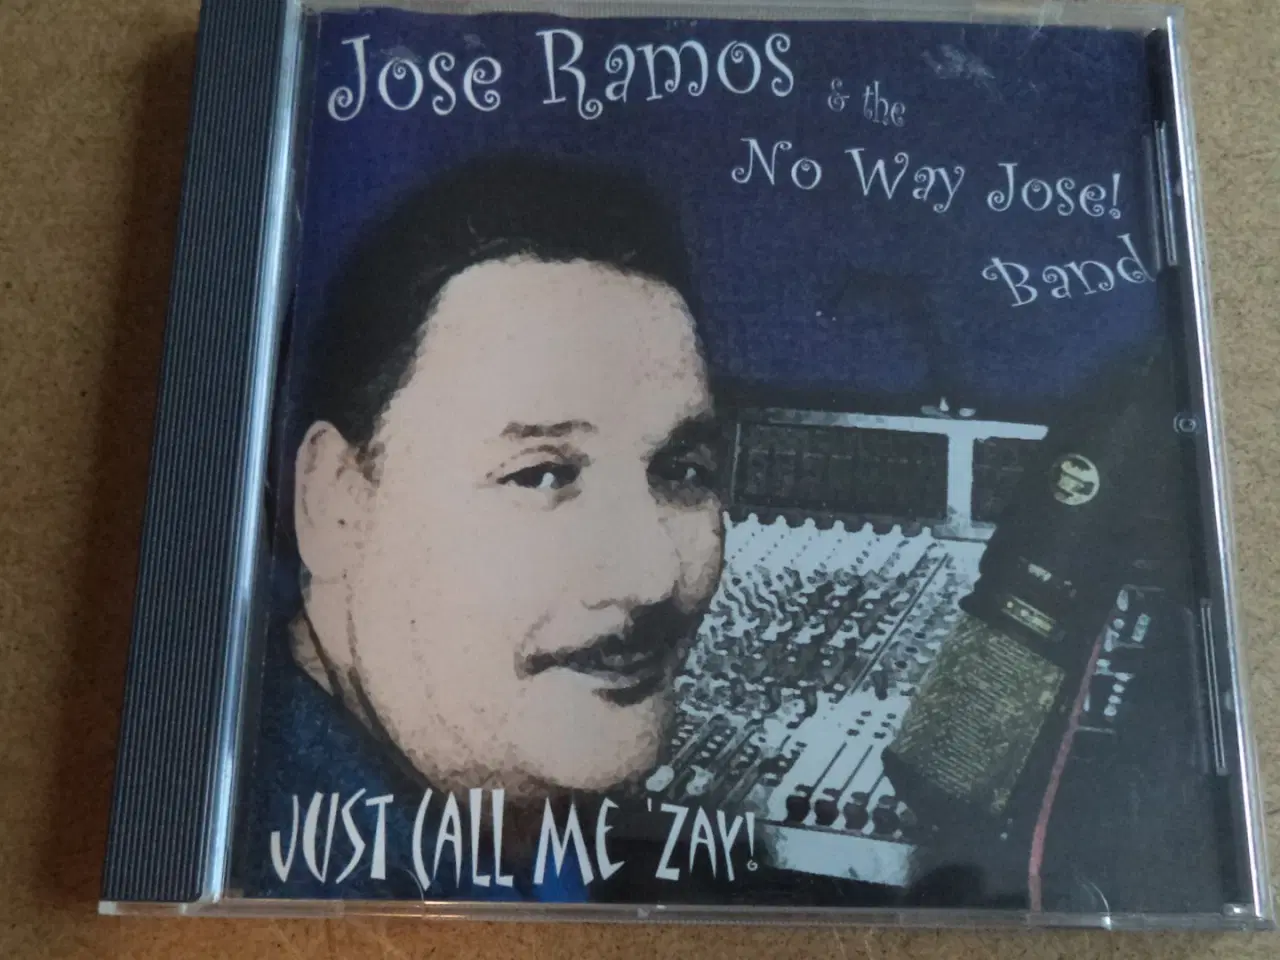 Jose Ramos
& the
No Way Jose!
Band
JUST CALL ME 'ZAY!